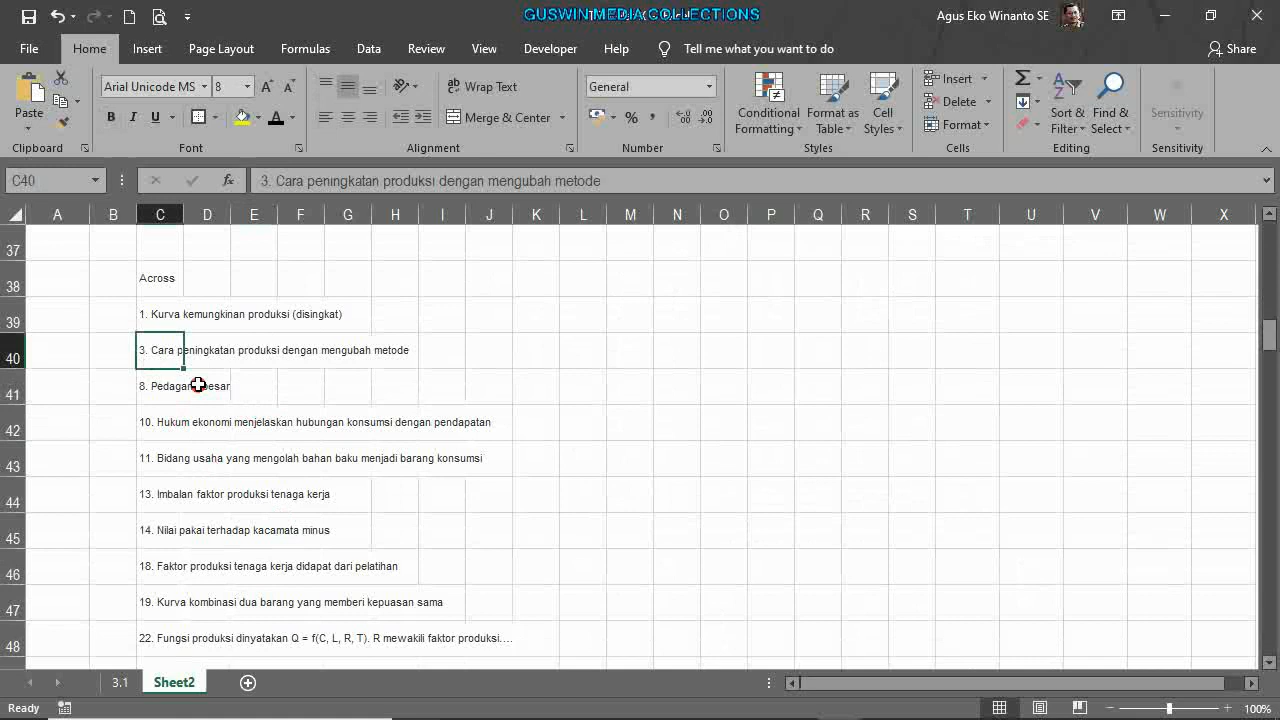 GUSWIN MEDIA COLLECTIONS
Agus Eko Winanto SE
File Home Insert Page Layout Formulas Data Review View Developer Help Tell me what you want to do Share
Arial Unicode MS 8 Wrap Text General Insert
Paste B I U Merge & Center % Conditional Formatting Format as Table Cell Styles Delete Format Sort & Filter Find & Select Sensitivity
Clipboard Font Alignment Number Styles Cells Editing Sensitivity
C40 fx 3. Cara peningkatan produksi dengan mengubah metode
A B C D E F G H I J K L M N O P Q R S T U V W X
37
38 Across
39 1. Kurva kemungkinan produksi (disingkat)
40 3. Cara peningkatan produksi dengan mengubah metode
41 8. besar
42 10. Hukum ekonomi menjelaskan hubungan konsumsi dengan pendapatan
43 11. Bidang usaha yang mengolah bahan baku menjadi barang konsumsi
44 13. Imbalan faktor produksi tenaga kerja
45 14. Nilai pakai terhadap kacamata minus
46 18. Faktor produksi tenaga kerja didapat dari pelatihan
47 19. Kurva kombinasi dua barang yang memberi kepuasan sama
48 22. Fungsi produksi dinyatakan Q = f(C, L, R, T). R mewakili faktor produksi....
3.1 Sheet2
Ready 100%